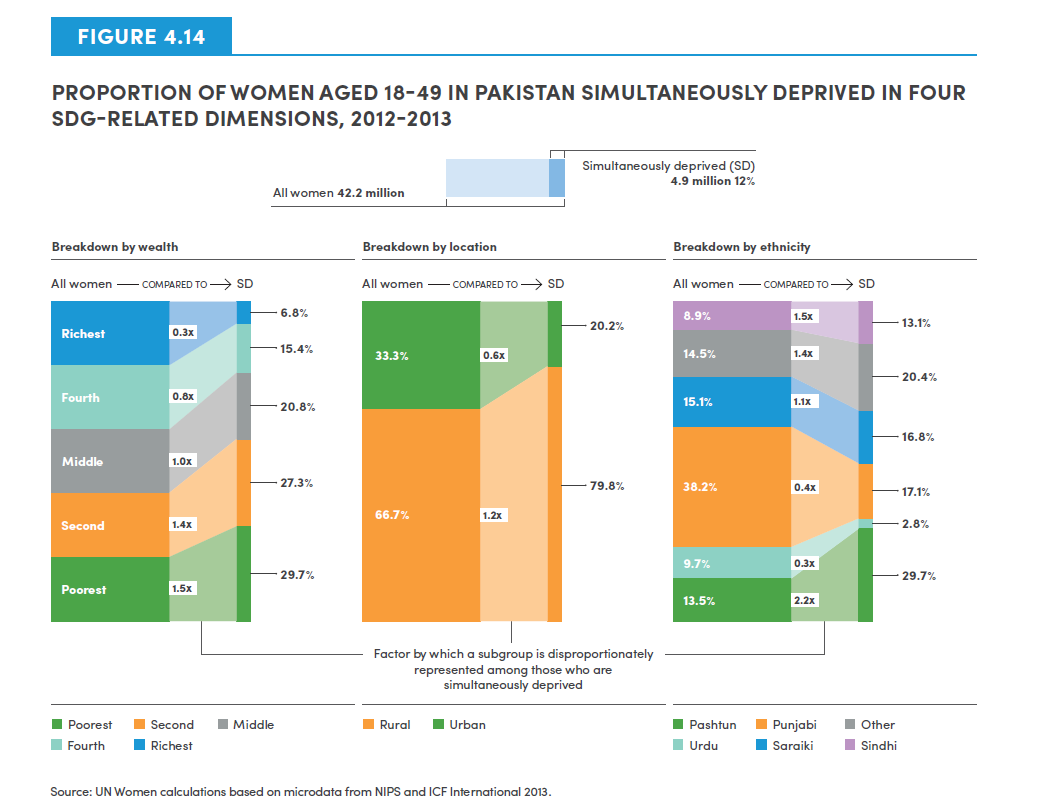 FIGURE 4.14
PROPORTION OF WOMEN AGED 18-49 IN PAKISTAN SIMULTANEOUSLY DEPRIVED IN FOUR
SDG-RELATED DIMENSIONS, 2012-2013
All women 42.2 million
Simultaneously deprived (SD)
4.9 million 12%
Breakdown by wealth
All women COMPARED TO SD
Richest
0.3x
6.8%
15.4%
Fourth
0.8x
20.8%
Middle
1.0x
27.3%
Second
1.4x
29.7%
Poorest
1.5x
Breakdown by location
All women COMPARED TO SD
33.3%
0.6x
20.2%
66.7%
1.2x
79.8%
Breakdown by ethnicity
All women COMPARED TO SD
8.9%
1.5x
13.1%
14.5%
1.4x
20.4%
15.1%
1.1x
16.8%
38.2%
0.4x
17.1%
2.8%
9.7%
0.3x
29.7%
13.5%
2.2x
Factor by which a subgroup is disproportionately
represented among those who are
simultaneously deprived
Poorest Second Middle
Fourth Richest
Rural Urban
Pashtun Punjabi Other
Urdu Saraiki Sindhi
Source: UN Women calculations based on microdata from NIPS and ICF International 2013.